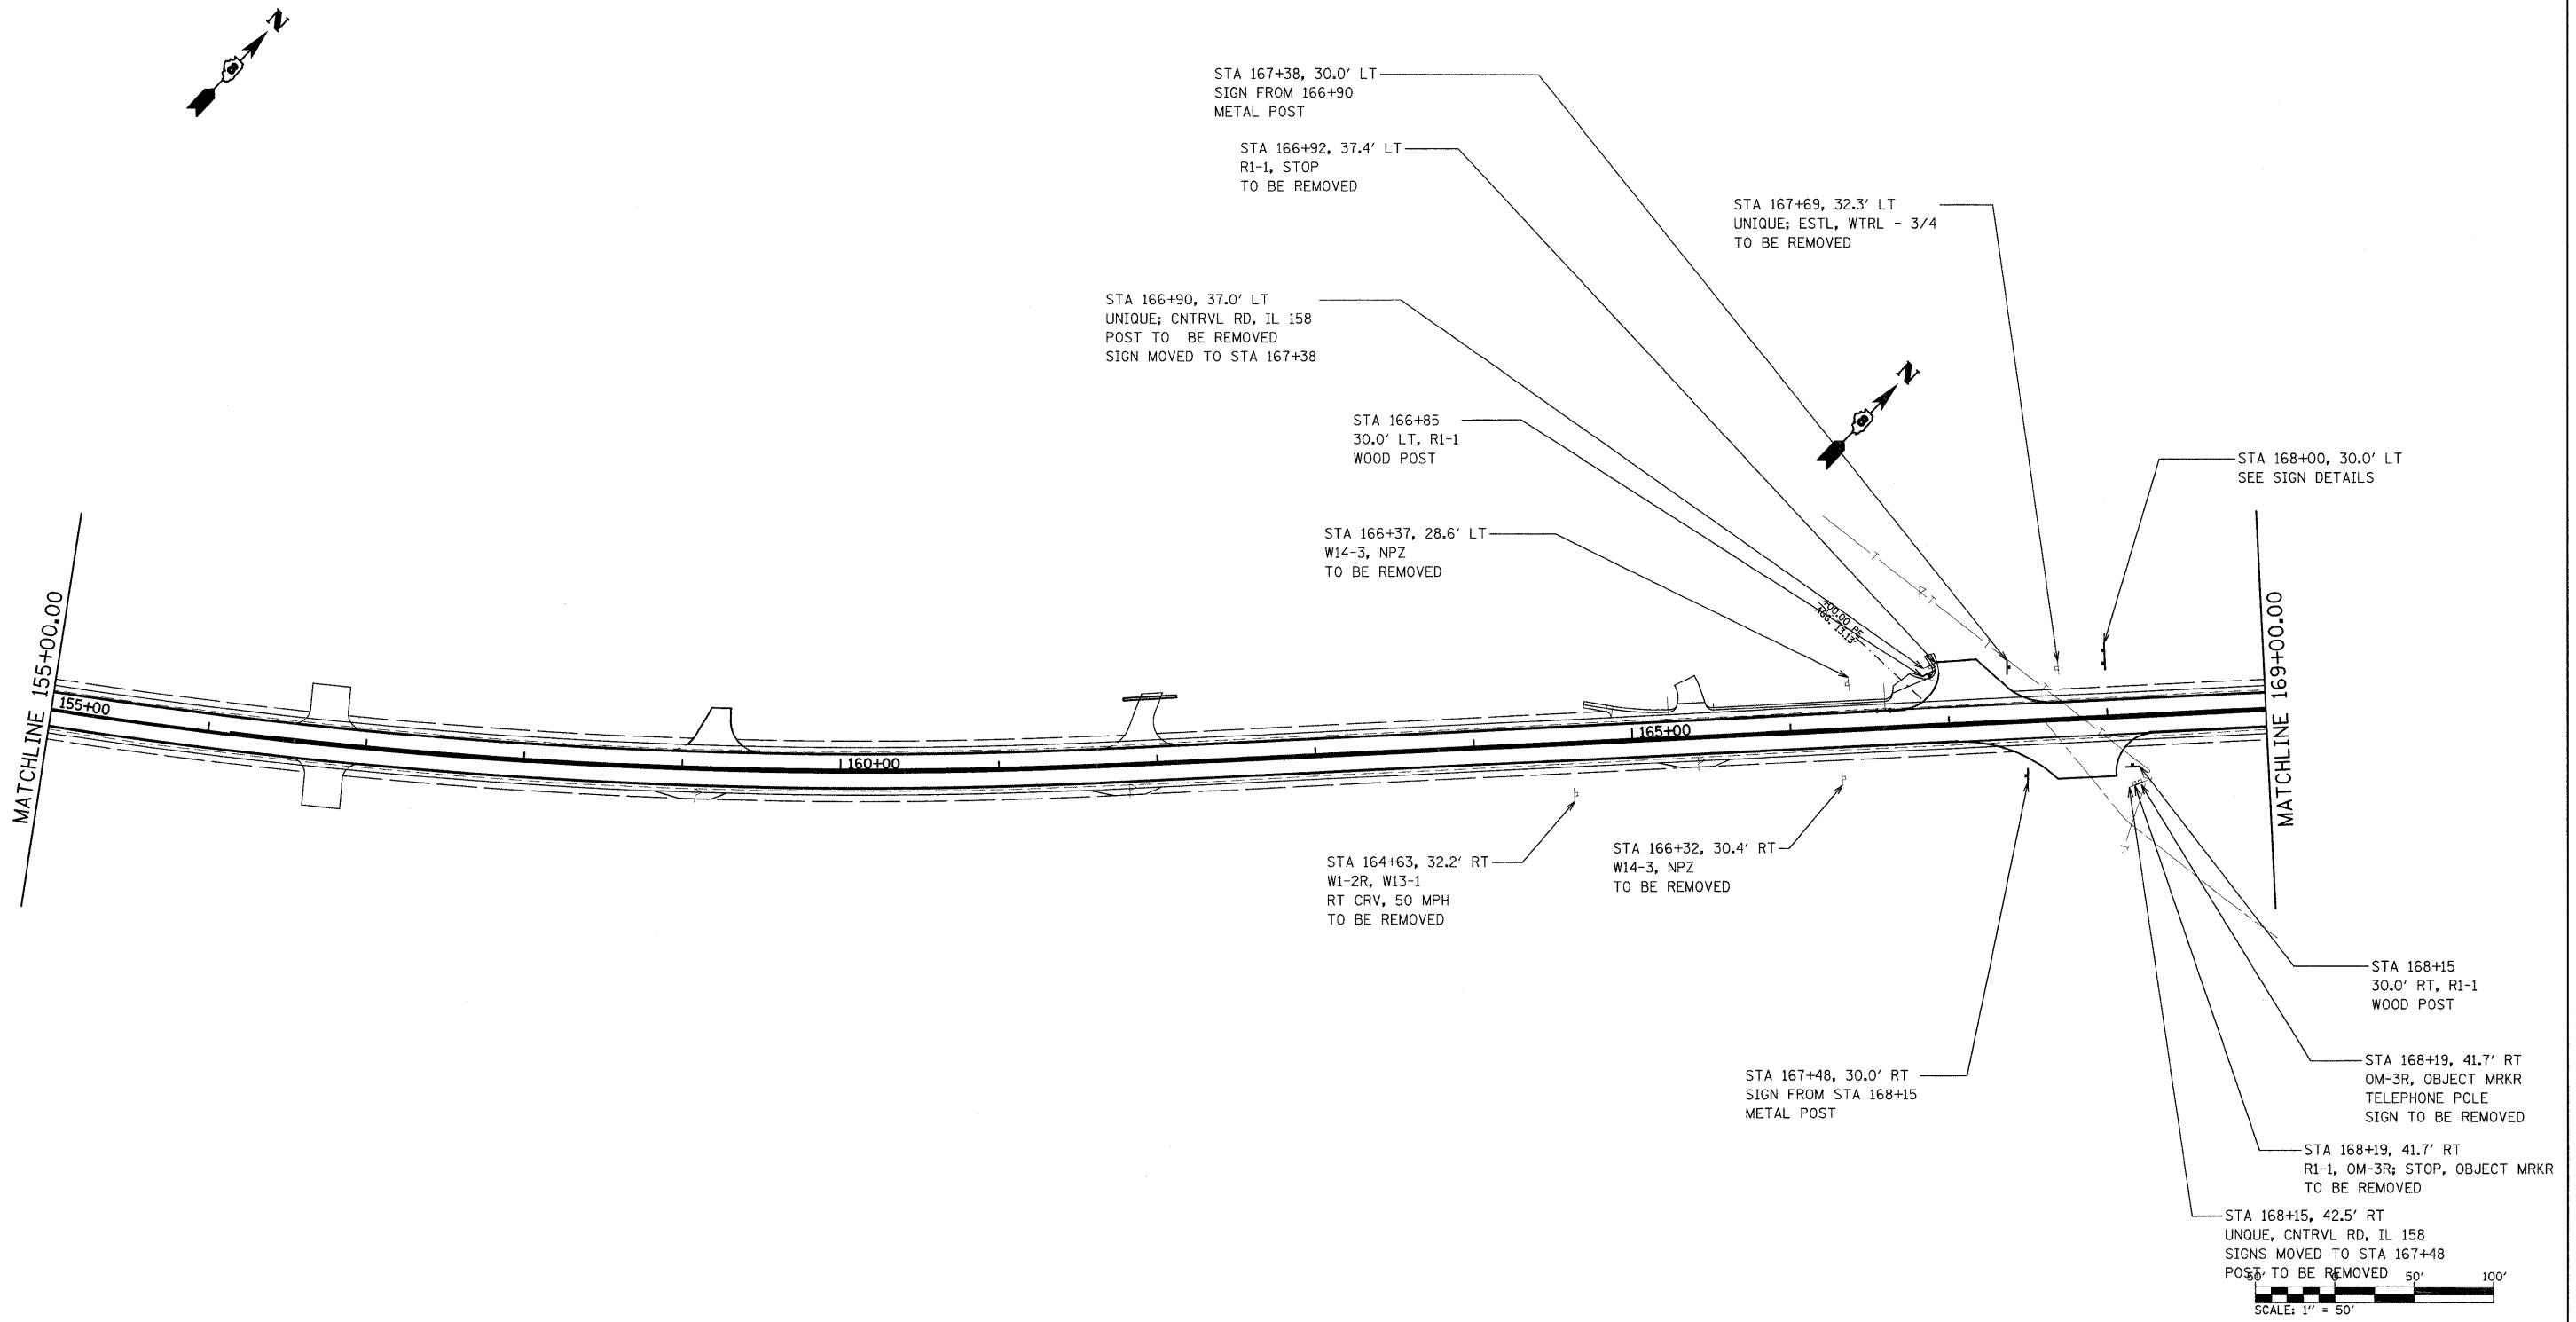 N
STA 167+38, 30.0' LT
SIGN FROM 166+90
METAL POST
STA 166+92, 37.4' LT
R1-1, STOP
TO BE REMOVED
STA 167+69, 32.3' LT
UNIQUE; ESTL, WTRL - 3/4
TO BE REMOVED
STA 166+90, 37.0' LT
UNIQUE; CNTRVL RD, IL 158
POST TO BE REMOVED
SIGN MOVED TO STA 167+38
N
STA 166+85
30.0' LT, R1-1
WOOD POST
STA 168+00, 30.0' LT
SEE SIGN DETAILS
STA 166+37, 28.6' LT
W14-3, NPZ
TO BE REMOVED
MATCHLINE 155+00.00
MATCHLINE 169+00.00
+00.00 PE
13.13'
155+00
160+00
165+00
T
T
T
T
T
T
STA 164+63, 32.2' RT
W1-2R, W13-1
RT CRV, 50 MPH
TO BE REMOVED
STA 166+32, 30.4' RT
W14-3, NPZ
TO BE REMOVED
STA 168+15
30.0' RT, R1-1
WOOD POST
STA 167+48, 30.0' RT
SIGN FROM STA 168+15
METAL POST
STA 168+19, 41.7' RT
OM-3R, OBJECT MRKR
TELEPHONE POLE
SIGN TO BE REMOVED
STA 168+19, 41.7' RT
R1-1, OM-3R; STOP, OBJECT MRKR
TO BE REMOVED
STA 168+15, 42.5' RT
UNQUE, CNTRVL RD, IL 158
SIGNS MOVED TO STA 167+48
POST TO BE REMOVED
50' 0 50' 100'
SCALE: 1" = 50'